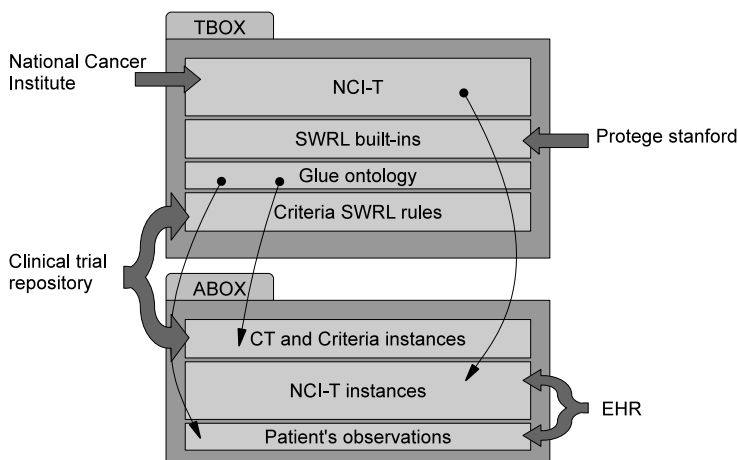 TBOX
National Cancer
Institute
NCI-T
SWRL built-ins
Protege stanford
Glue ontology
Criteria SWRL rules
Clinical trial
repository
ABOX
CT and Criteria instances
NCI-T instances
EHR
Patient's observations